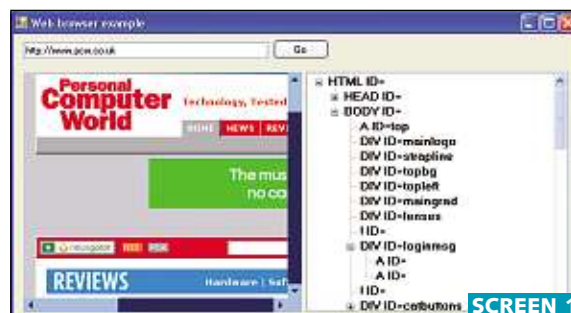 Web browser example
http://www.pcw.co.uk
Go
Personal
Computer
World
Technology, Tested
HOME NEWS REVI
The mus
no co
REVIEWS
Hardware | Sof
HTML ID=
HEAD ID=
BODY ID=
A ID=top
DIV ID=mainlogo
DIV ID=strapline
DIV ID=topbg
DIV ID=topleft
DIV ID=maingrad
DIV ID=
I ID=
DIV ID=loginmsg
A ID=
A ID=
I ID=
DIV ID=catbuttons
SCREEN 1